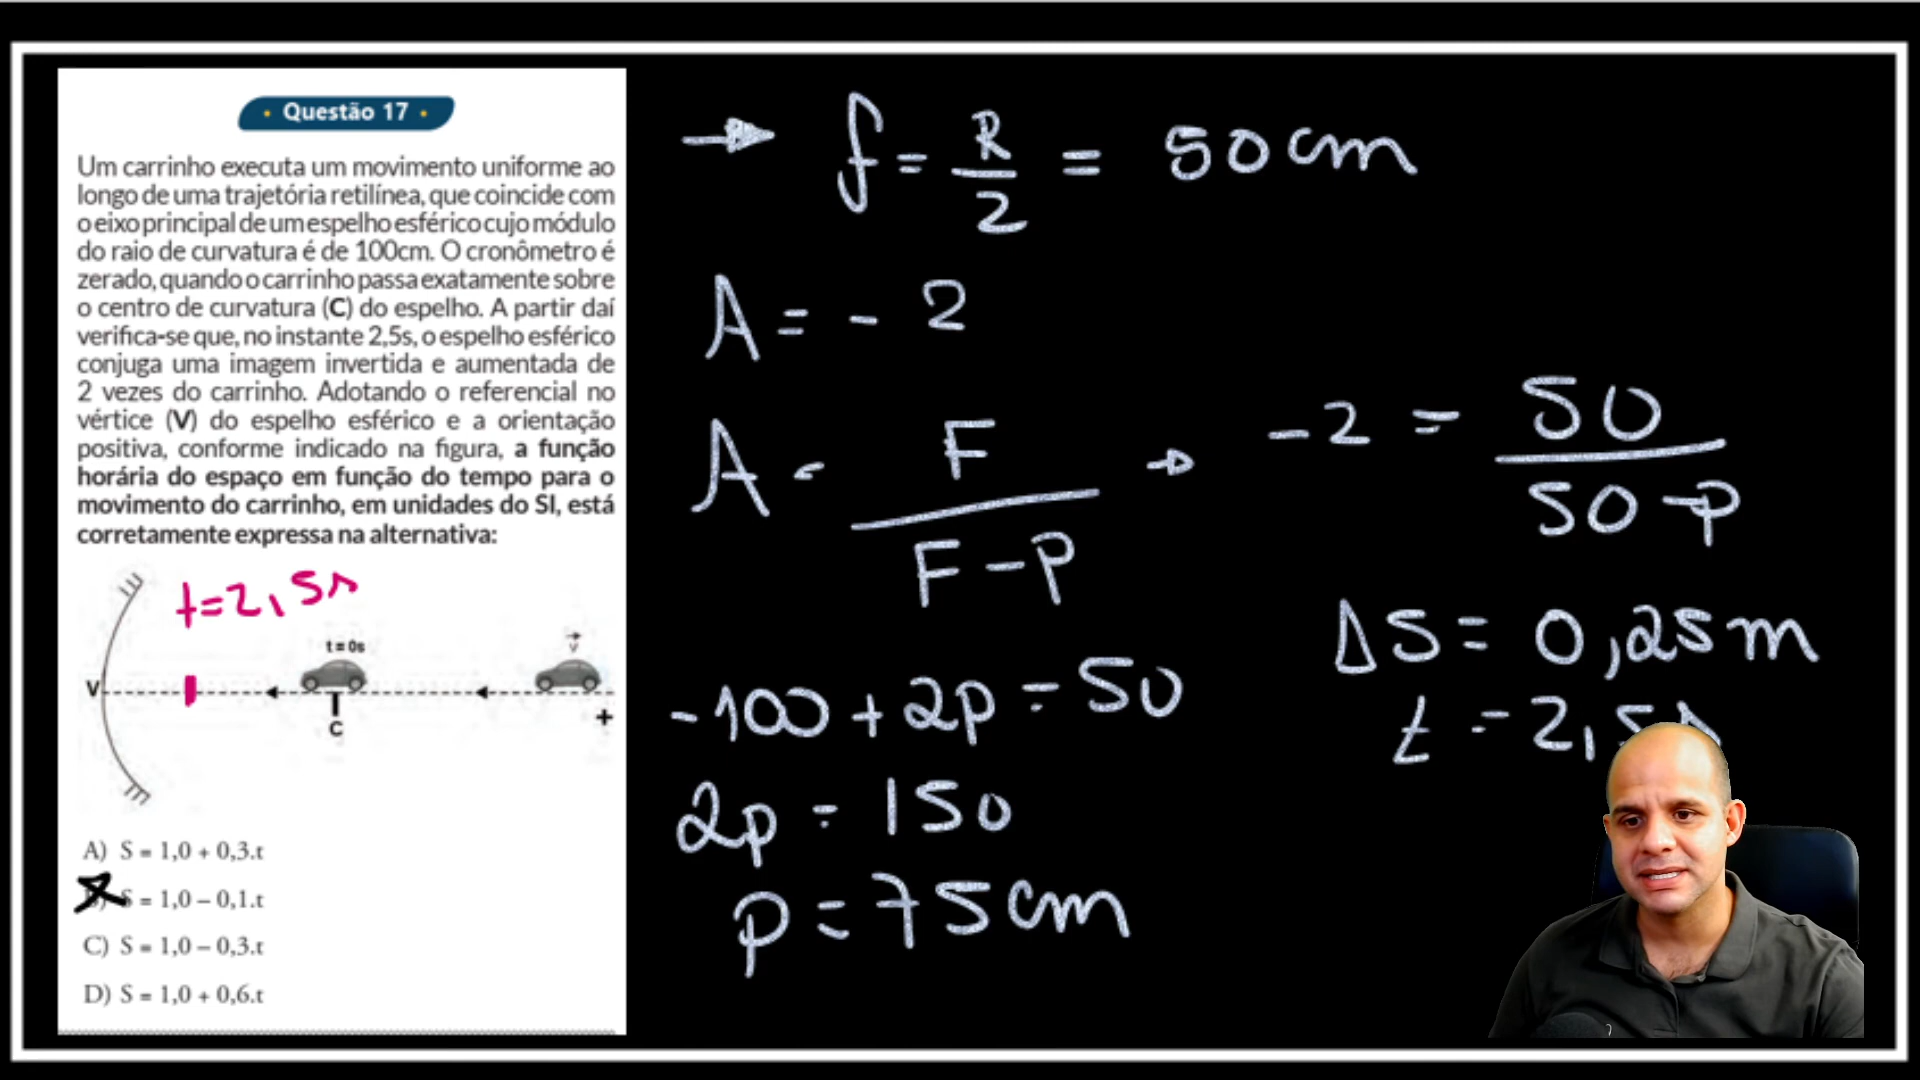 • Questão 17 •
Um carrinho executa um movimento uniforme ao
longo de uma trajetória retilínea, que coincide com
o eixo principal de um espelho esférico cujo módulo
do raio de curvatura é de 100cm. O cronômetro é
zerado, quando o carrinho passa exatamente sobre
o centro de curvatura (C) do espelho. A partir daí
verifica-se que, no instante 2,5s, o espelho esférico
conjuga uma imagem invertida e aumentada de
2 vezes do carrinho. Adotando o referencial no
vértice (V) do espelho esférico e a orientação
positiva, conforme indicado na figura, a função
horária do espaço em função do tempo para o
movimento do carrinho, em unidades do SI, está
corretamente expressa na alternativa:
t=2,5s
t = 0s
v
V
C
+
A) S = 1,0 + 0,3.t
S = 1,0 – 0,1.t
C) S = 1,0 – 0,3.t
D) S = 1,0 + 0,6.t
→ f = R/2 = 50cm
A = - 2
A = F/(F-P) → -2 = 50/(50-P)
-100 + 2p = 50
2p = 150
p = 75cm
ΔS = 0,25m
t = 2,5s